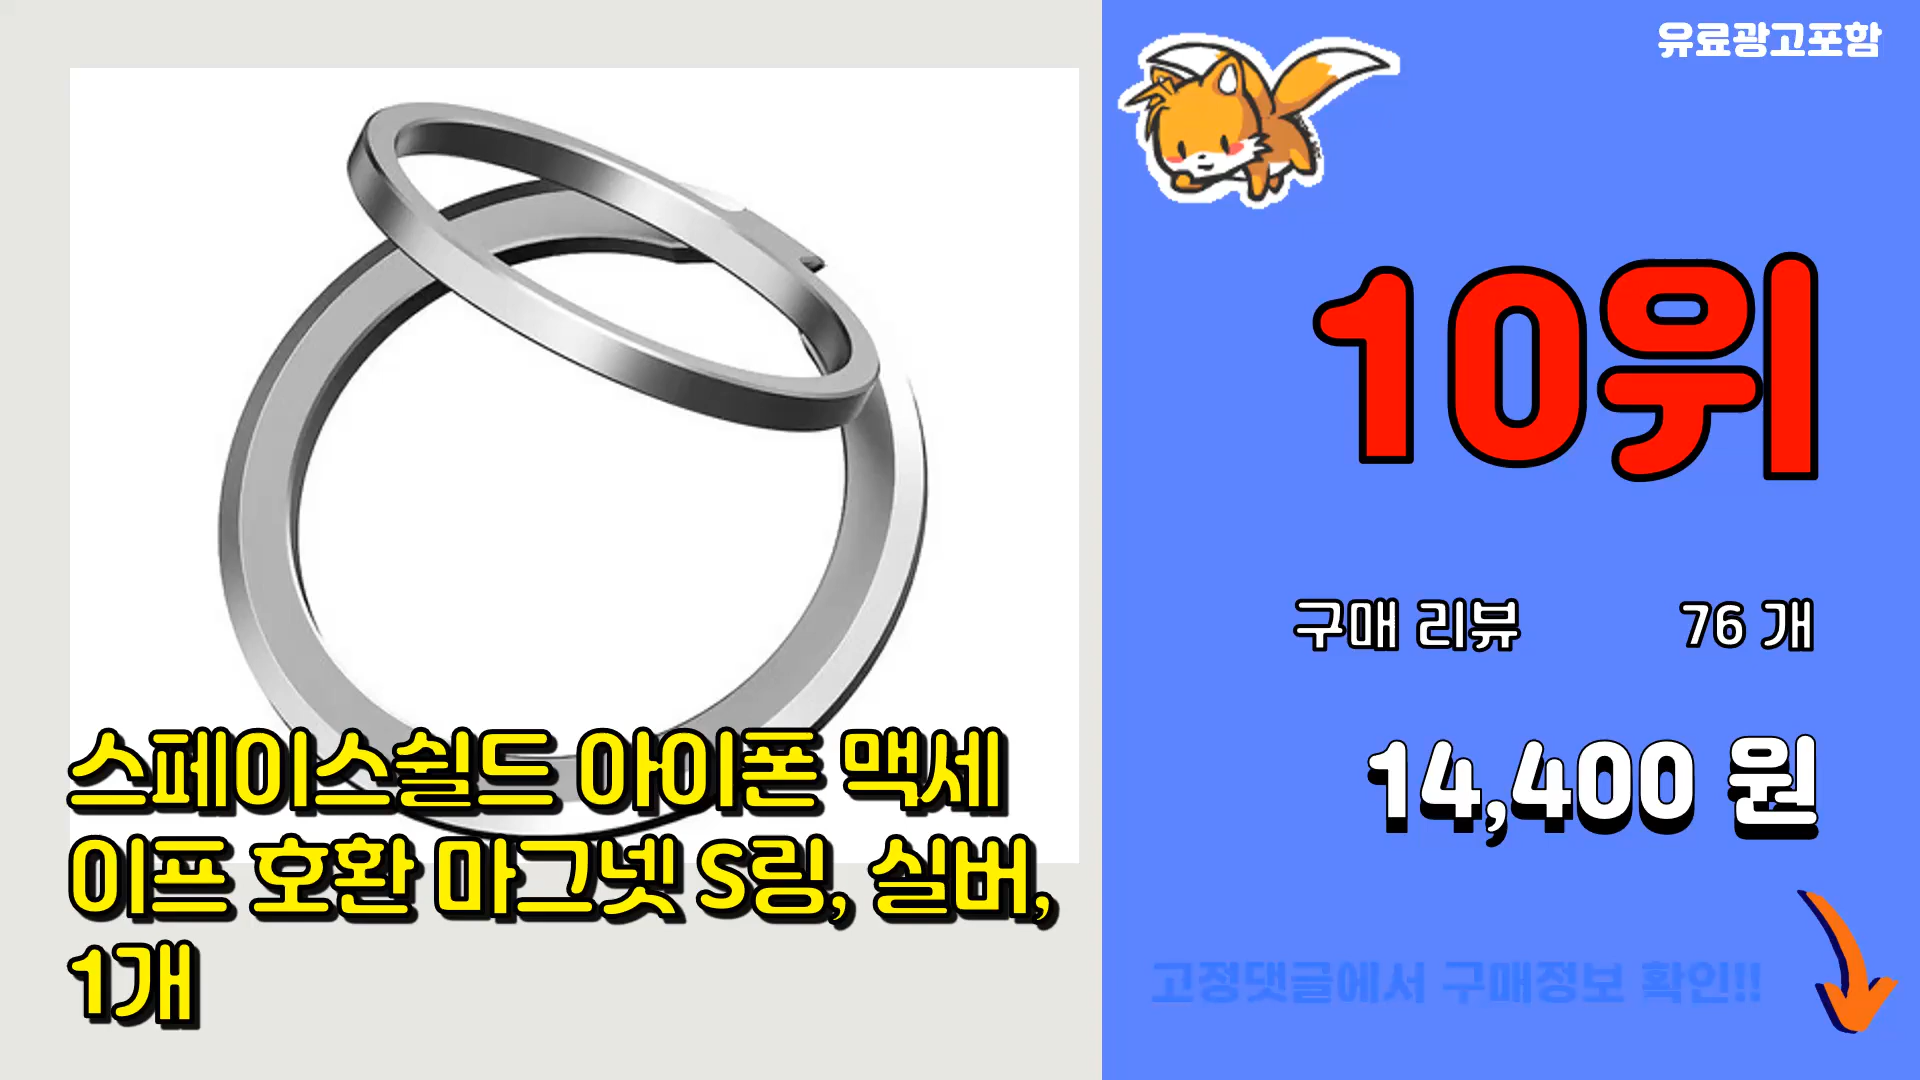 유료광고포함
10위
구매 리뷰 76 개
14,400 원
스페이스쉴드 아이폰 맥세
이프 호환 마그넷 S링, 실버,
1개
고정댓글에서 구매정보 확인!!